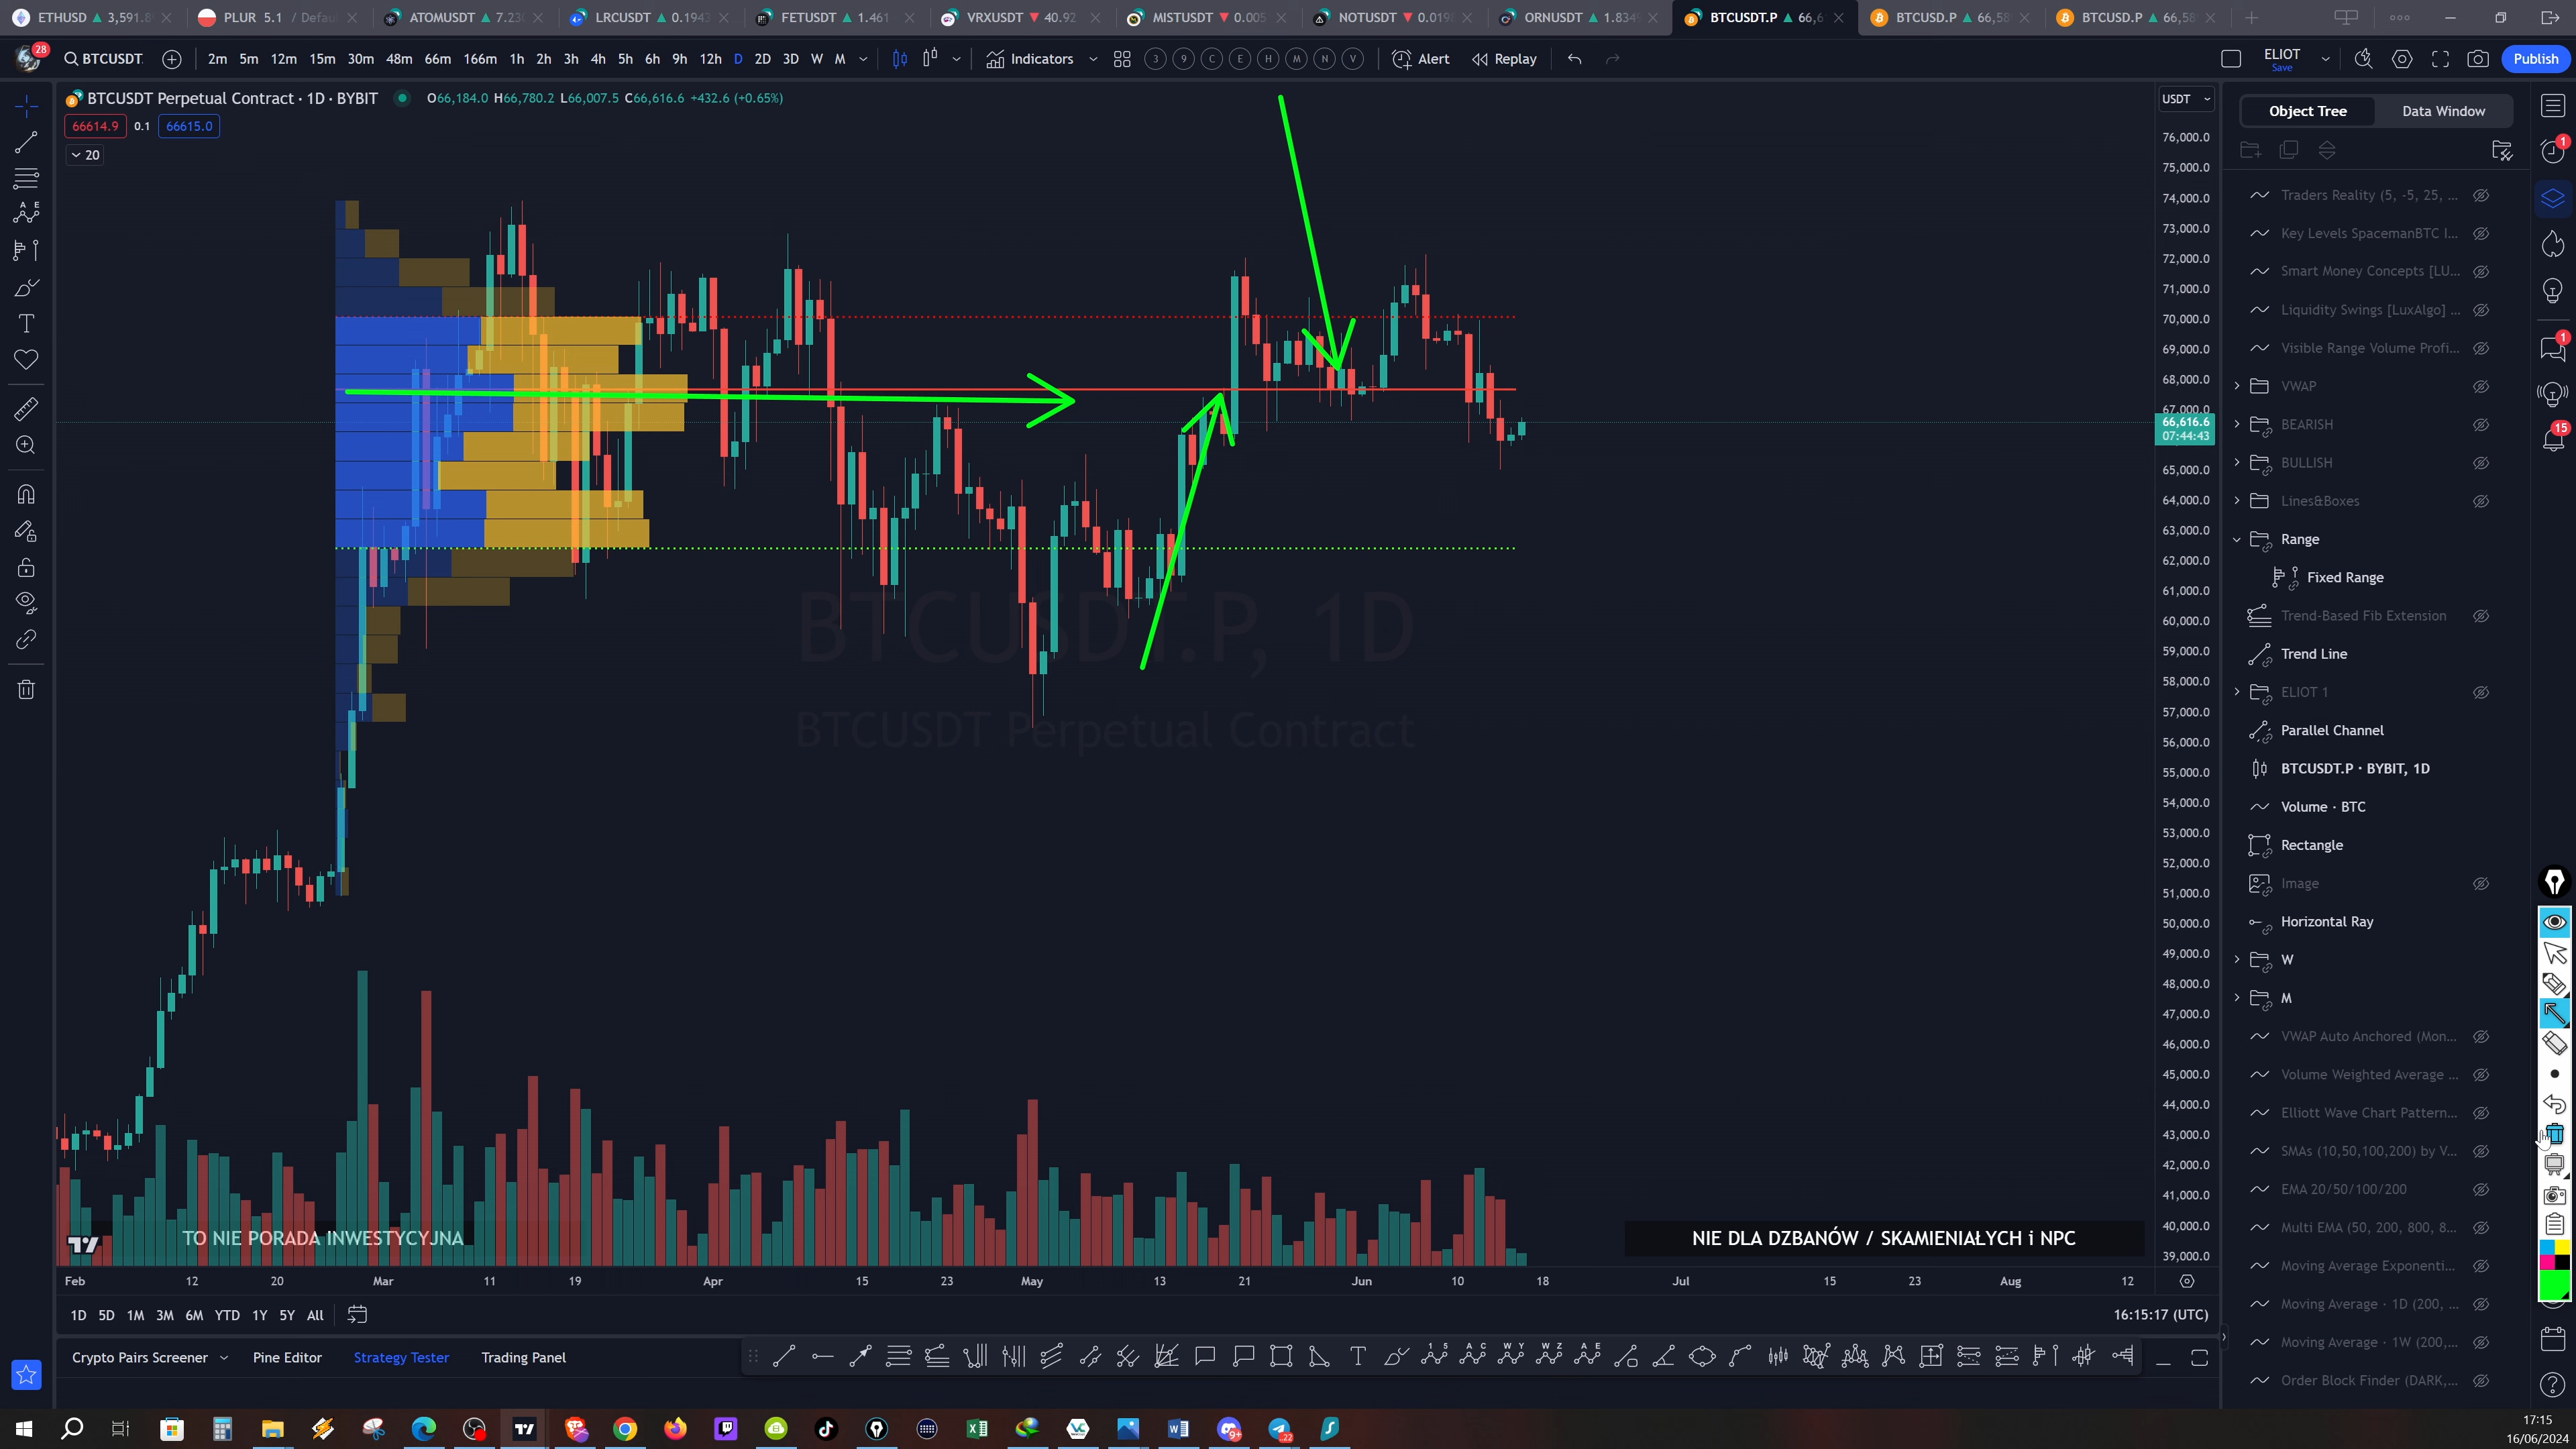 ETHUSD ▲ 3,591.8
PLUR 5.1 / Defau
ATOMUSDT ▲ 7.23
LRCUSDT ▲ 0.194
FETUSDT ▲ 1.461
VRXUSDT ▼ 40.92
MISTUSDT ▼ 0.005
NOTUSDT ▼ 0.019
ORNUSDT ▲ 1.834
BTCUSDT.P ▲ 66,6
BTCUSD.P ▲ 66,58
BTCUSD.P ▲ 66,58
28
BTCUSDT
2m 5m 12m 15m 30m 48m 66m 166m 1h 2h 3h 4h 5h 6h 9h 12h D 2D 3D W M
Indicators
3 9 C E H M N V
Alert
Replay
ELIOT
Save
Publish
BTCUSDT Perpetual Contract · 1D · BYBIT
O66,184.0 H66,780.2 L66,007.5 C66,616.6 +432.6 (+0.65%)
66614.9 0.1 66615.0
20
USDT
76,000.0
75,000.0
74,000.0
73,000.0
72,000.0
71,000.0
70,000.0
69,000.0
68,000.0
67,000.0
66,616.6
07:44:43
65,000.0
64,000.0
63,000.0
62,000.0
61,000.0
60,000.0
59,000.0
58,000.0
57,000.0
56,000.0
55,000.0
54,000.0
53,000.0
52,000.0
51,000.0
50,000.0
49,000.0
48,000.0
47,000.0
46,000.0
45,000.0
44,000.0
43,000.0
42,000.0
41,000.0
40,000.0
39,000.0
BTCUSDT.P, 1D
BTCUSDT Perpetual Contract
TO NIE PORADA INWESTYCYJNA
NIE DLA DZBANÓW / SKAMIENIAŁYCH i NPC
Feb 12 20 Mar 11 19 Apr 15 23 May 13 21 Jun 10 18 Jul 15 23 Aug 12
1D 5D 1M 3M 6M YTD 1Y 5Y All
16:15:17 (UTC)
Crypto Pairs Screener
Pine Editor
Strategy Tester
Trading Panel
Object Tree
Data Window
Traders Reality (5, -5, 25, ...
Key Levels SpacemanBTC I...
Smart Money Concepts [LU...
Liquidity Swings [LuxAlgo] ...
Visible Range Volume Profi...
VWAP
BEARISH
BULLISH
Lines&Boxes
Range
Fixed Range
Trend-Based Fib Extension
Trend Line
ELIOT 1
Parallel Channel
BTCUSDT.P · BYBIT, 1D
Volume · BTC
Rectangle
Image
Horizontal Ray
W
M
VWAP Auto Anchored (Mon...
Volume Weighted Average ...
Elliott Wave Chart Pattern...
SMAs (10,50,100,200) by V...
EMA 20/50/100/200
Multi EMA (50, 200, 800, 8...
Moving Average Exponenti...
Moving Average · 1D (200, ...
Moving Average · 1W (200,...
Order Block Finder (DARK,...
1
1
15
9+
22
17:15
16/06/2024